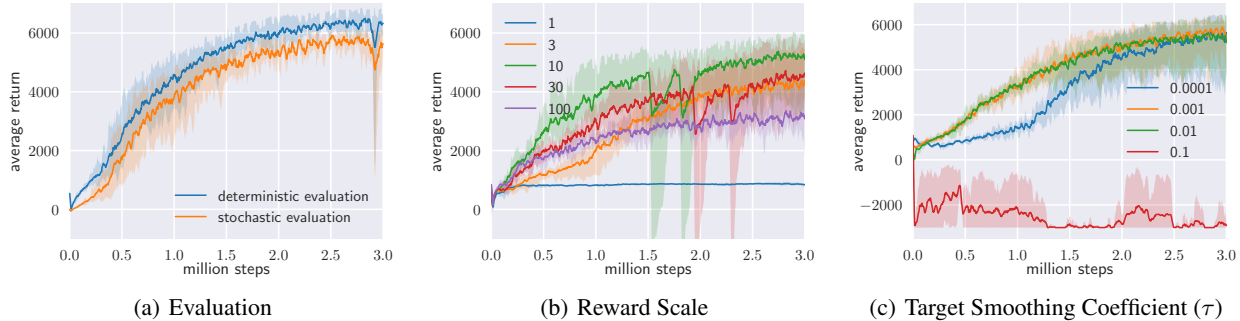 6000
4000
2000
0
average return
0.0 0.5 1.0 1.5 2.0 2.5 3.0
million steps
deterministic evaluation
stochastic evaluation
(a) Evaluation
6000
4000
2000
0
average return
0.0 0.5 1.0 1.5 2.0 2.5 3.0
million steps
1
3
10
30
100
(b) Reward Scale
6000
4000
2000
0
−2000
average return
0.0 0.5 1.0 1.5 2.0 2.5 3.0
million steps
0.0001
0.001
0.01
0.1
(c) Target Smoothing Coefficient (τ)